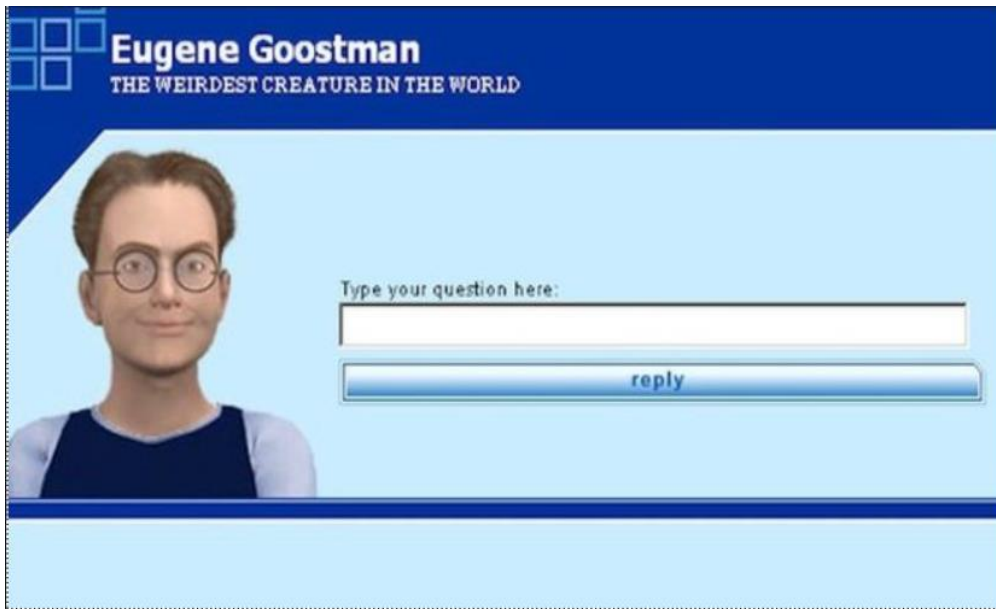 Eugene Goostman
THE WEIRDEST CREATURE IN THE WORLD
Type your question here:
reply